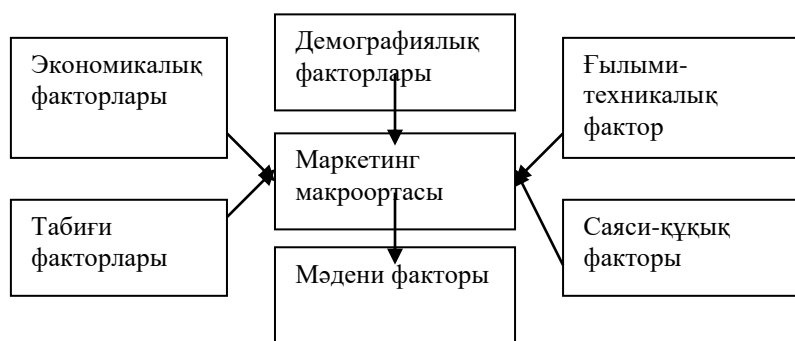 Экономикалық
факторлары
Демографиялық
факторлары
Ғылыми-
техникалық
фактор
Маркетинг
макроортасы
Табиғи
факторлары
Мәдени факторы
Саяси-құқық
факторы